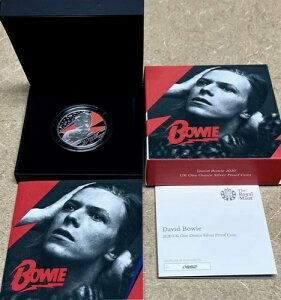 BOWIE
David Bowie 2020
UK One Ounce Silver Proof Coin
The
Royal
Mint
David Bowie
2020 UK One Ounce Silver Proof Coin
BOWIE